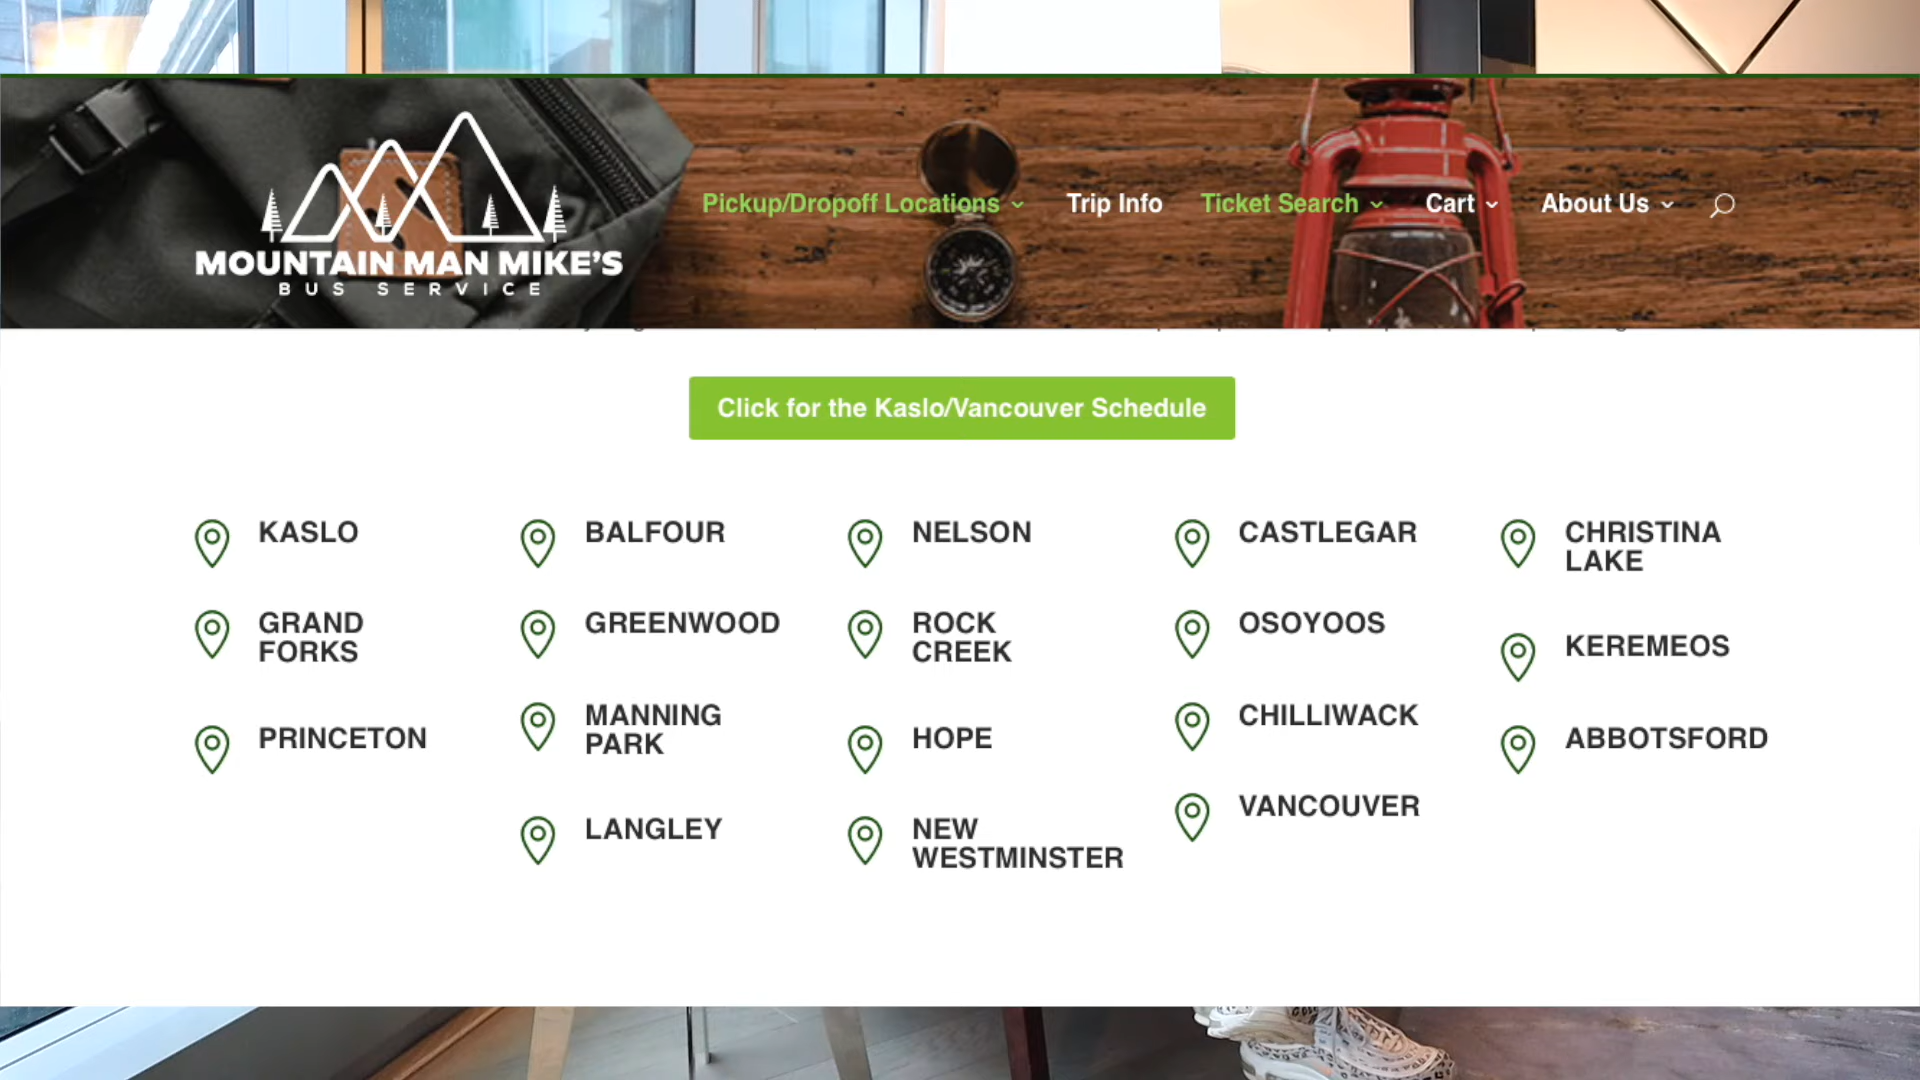 MOUNTAIN MAN MIKE'S
BUS SERVICE
Pickup/Dropoff Locations
Trip Info
Ticket Search
Cart
About Us
Click for the Kaslo/Vancouver Schedule
KASLO
BALFOUR
NELSON
CASTLEGAR
CHRISTINA
LAKE
GRAND
FORKS
GREENWOOD
ROCK
CREEK
OSOYOOS
KEREMEOS
PRINCETON
MANNING
PARK
HOPE
CHILLIWACK
ABBOTSFORD
LANGLEY
NEW
WESTMINSTER
VANCOUVER